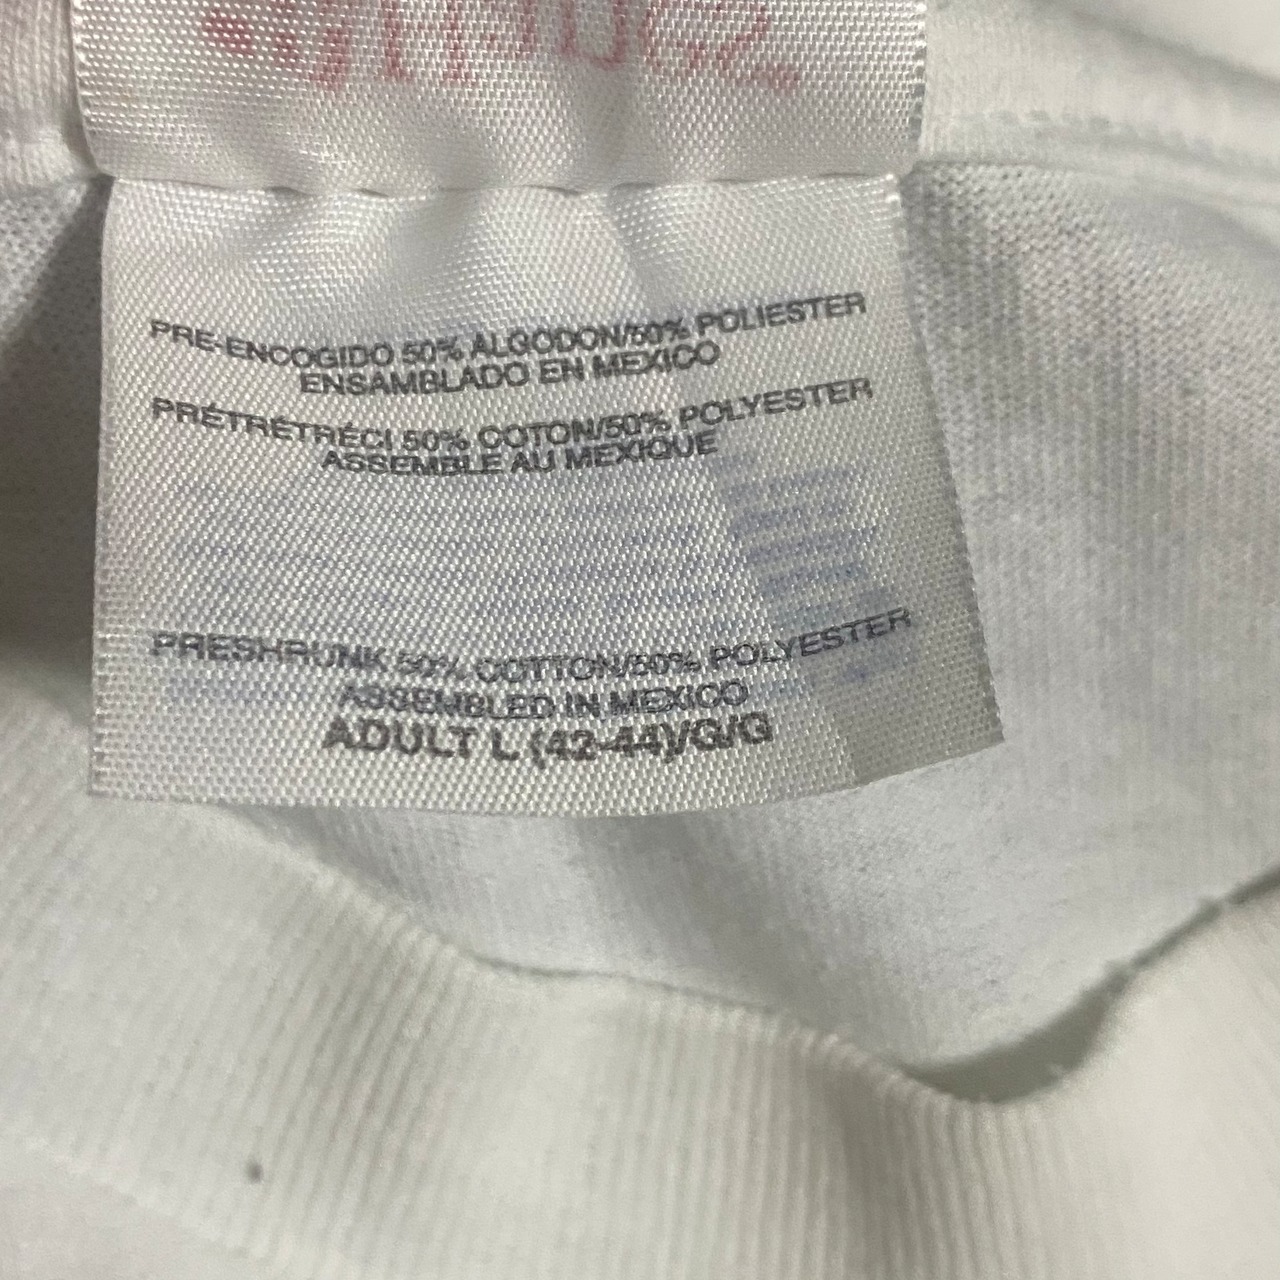 PRE-ENCOGIDO 50% ALGODON/50% POLIESTER
ENSAMBLADO EN MEXICO
PRÉTRÉTRÉCI 50% COTON/50% POLYESTER
ASSEMBLE AU MEXIQUE
PRESHRUNK 50% COTTON/50% POLYESTER
ASSEMBLED IN MEXICO
ADULT L (42-44)/G/G